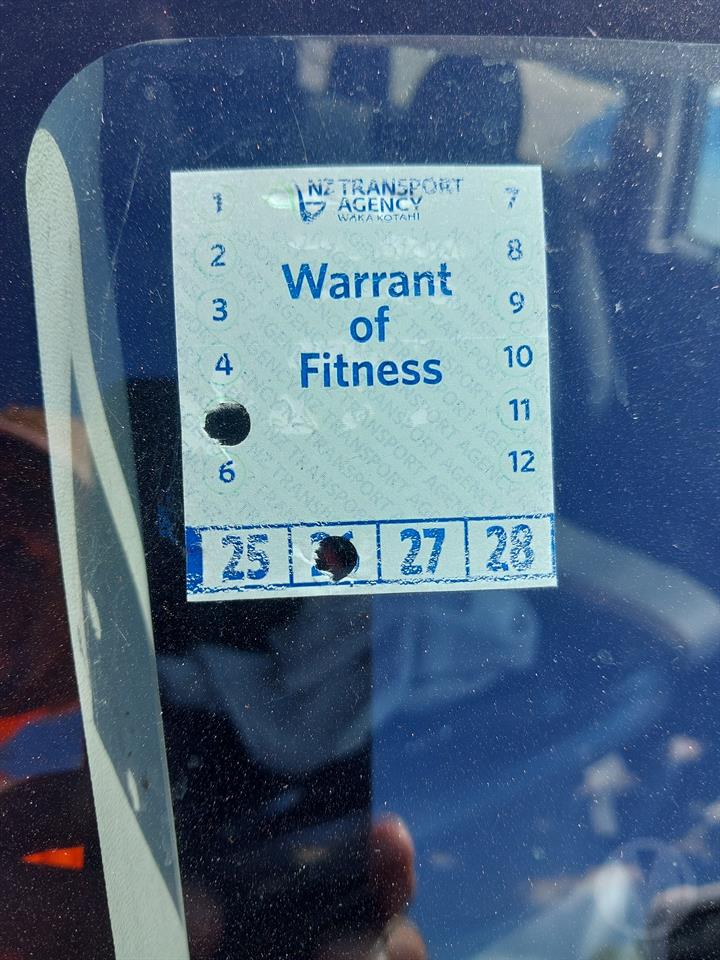 NZ TRANSPORT
AGENCY
WAKA KOTAHI
1
2
3
4
6
Warrant
of
Fitness
7
8
9
10
11
12
25
27
28